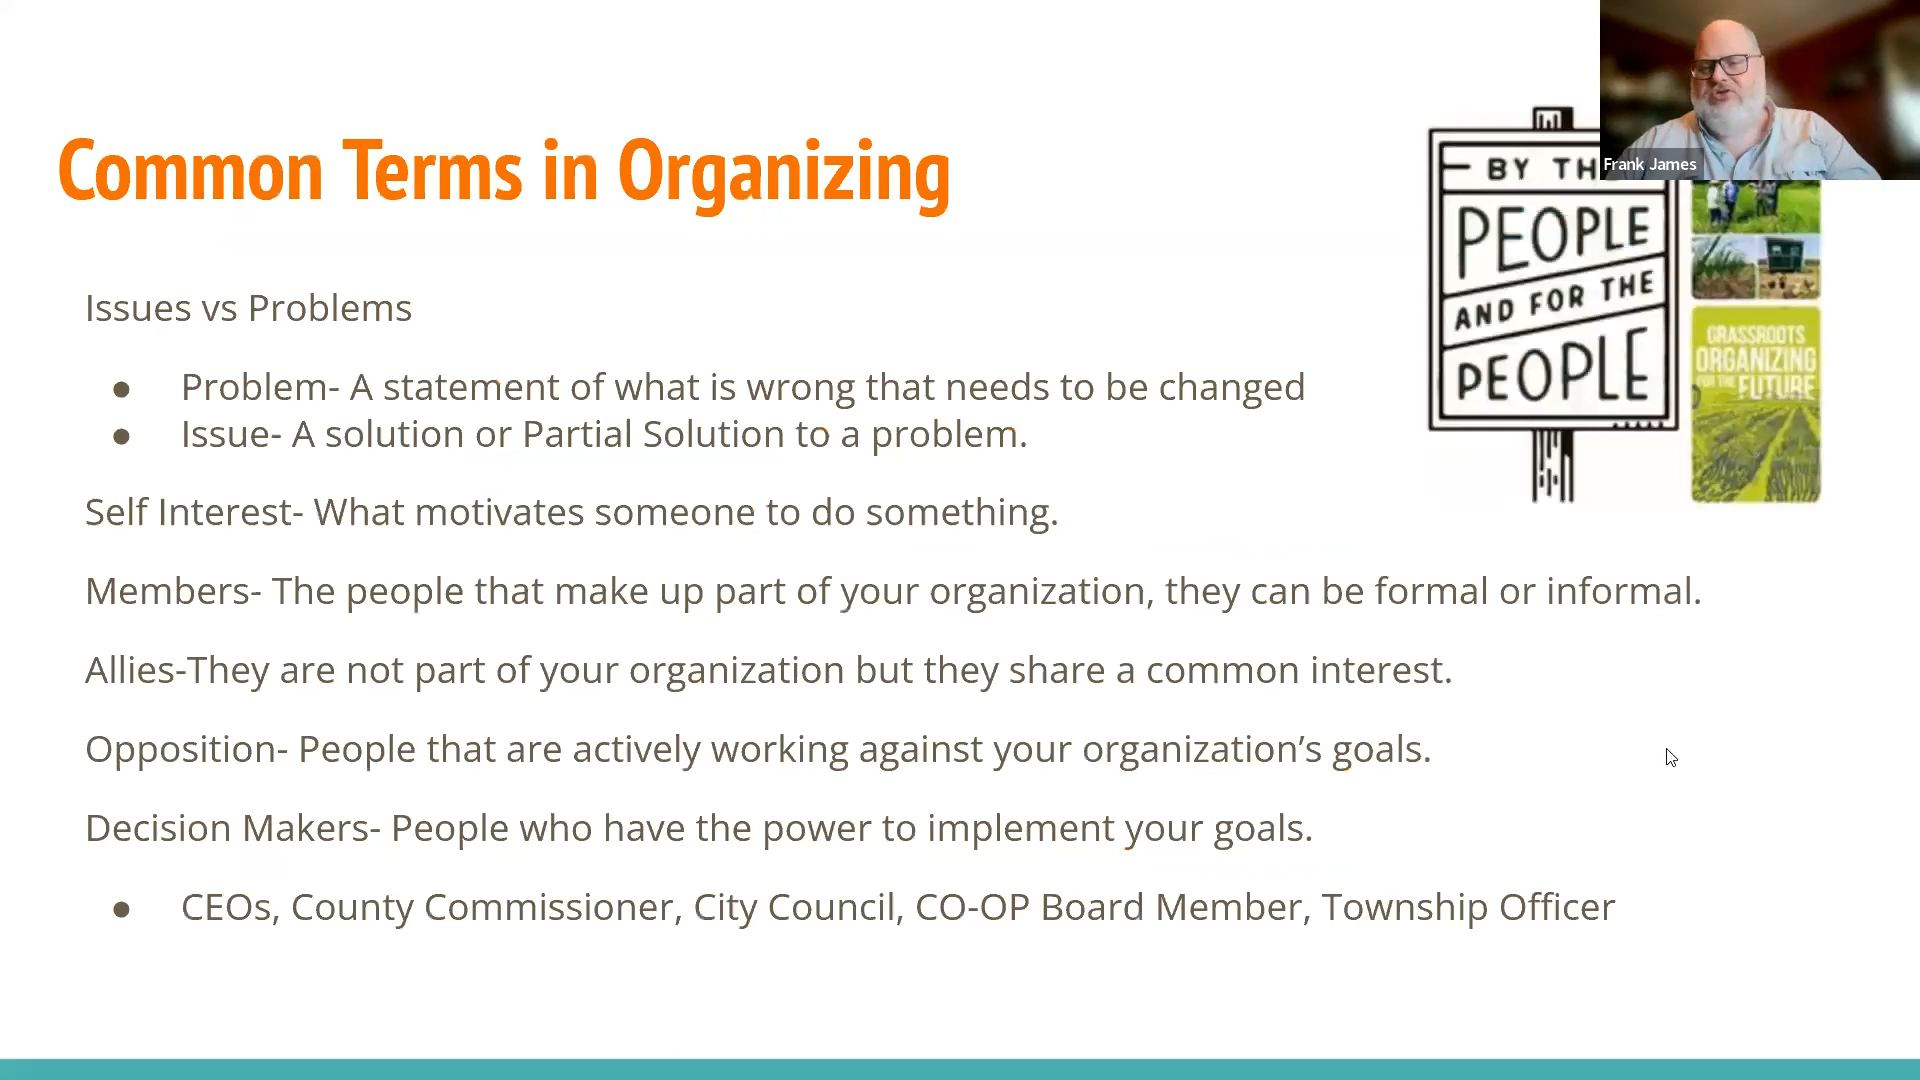 Common Terms in Organizing
Issues vs Problems
● Problem- A statement of what is wrong that needs to be changed
● Issue- A solution or Partial Solution to a problem.
Self Interest- What motivates someone to do something.
Members- The people that make up part of your organization, they can be formal or informal.
Allies-They are not part of your organization but they share a common interest.
Opposition- People that are actively working against your organization’s goals.
Decision Makers- People who have the power to implement your goals.
● CEOs, County Commissioner, City Council, CO-OP Board Member, Township Officer
BY TH
PEOPLE
AND FOR THE
PEOPLE
Frank James
GRASSROOTS
ORGANIZING
FOR THE FUTURE